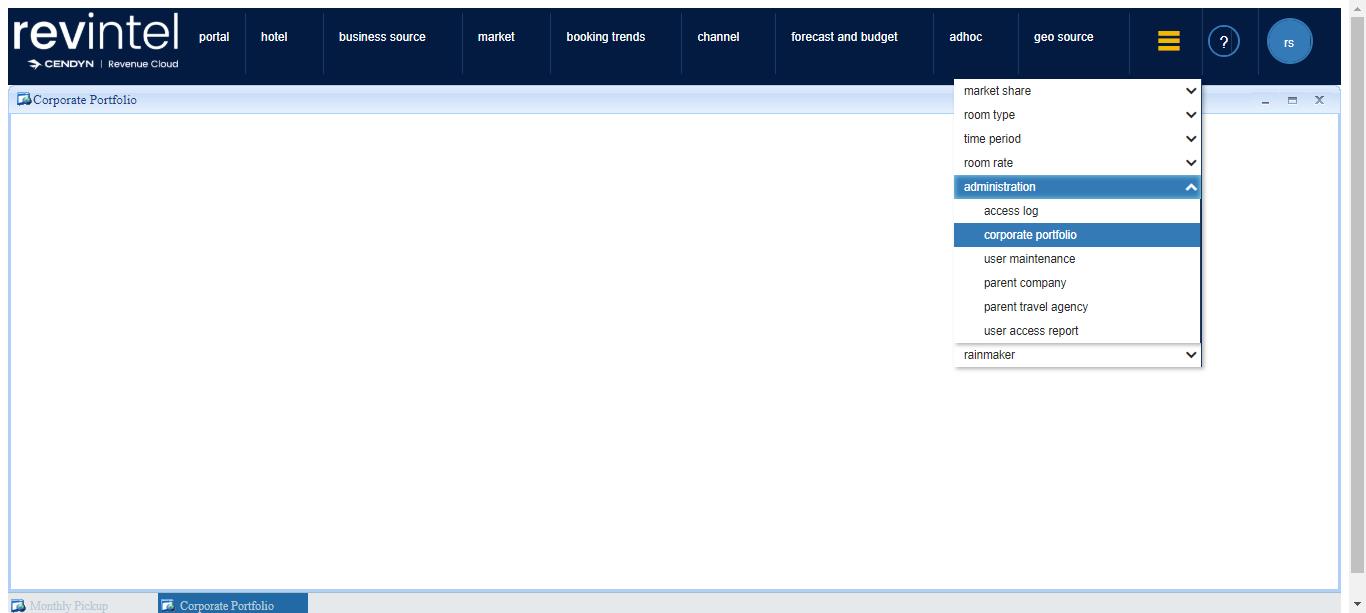 revintel
CENDYN | Revenue Cloud
portal
hotel
business source
market
booking trends
channel
forecast and budget
adhoc
geo source
?
rs
Corporate Portfolio
market share
room type
time period
room rate
administration
access log
corporate portfolio
user maintenance
parent company
parent travel agency
user access report
rainmaker
Monthly Pickup
Corporate Portfolio